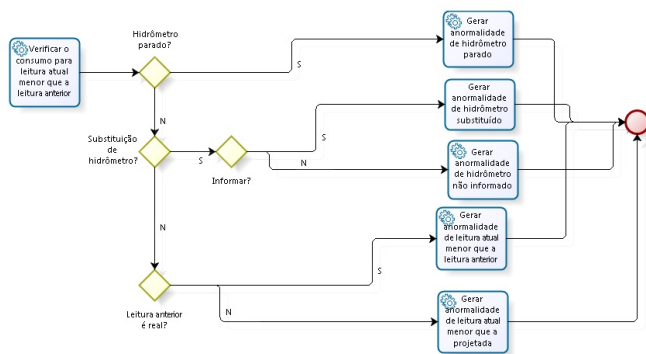 Verificar o
consumo para
leitura atual
menor que a
leitura anterior
Hidrômetro
parado?
S
Gerar
anormalidade
de hidrômetro
parado
N
Substituição
de
hidrômetro?
S
Informar?
S
Gerar
anormalidade
de hidrômetro
substituído
N
Gerar
anormalidade
de hidrômetro
não informado
N
Leitura anterior
é real?
S
Gerar
anormalidade
de leitura atual
menor que a
leitura anterior
N
Gerar
anormalidade
de leitura atual
menor que a
projetada